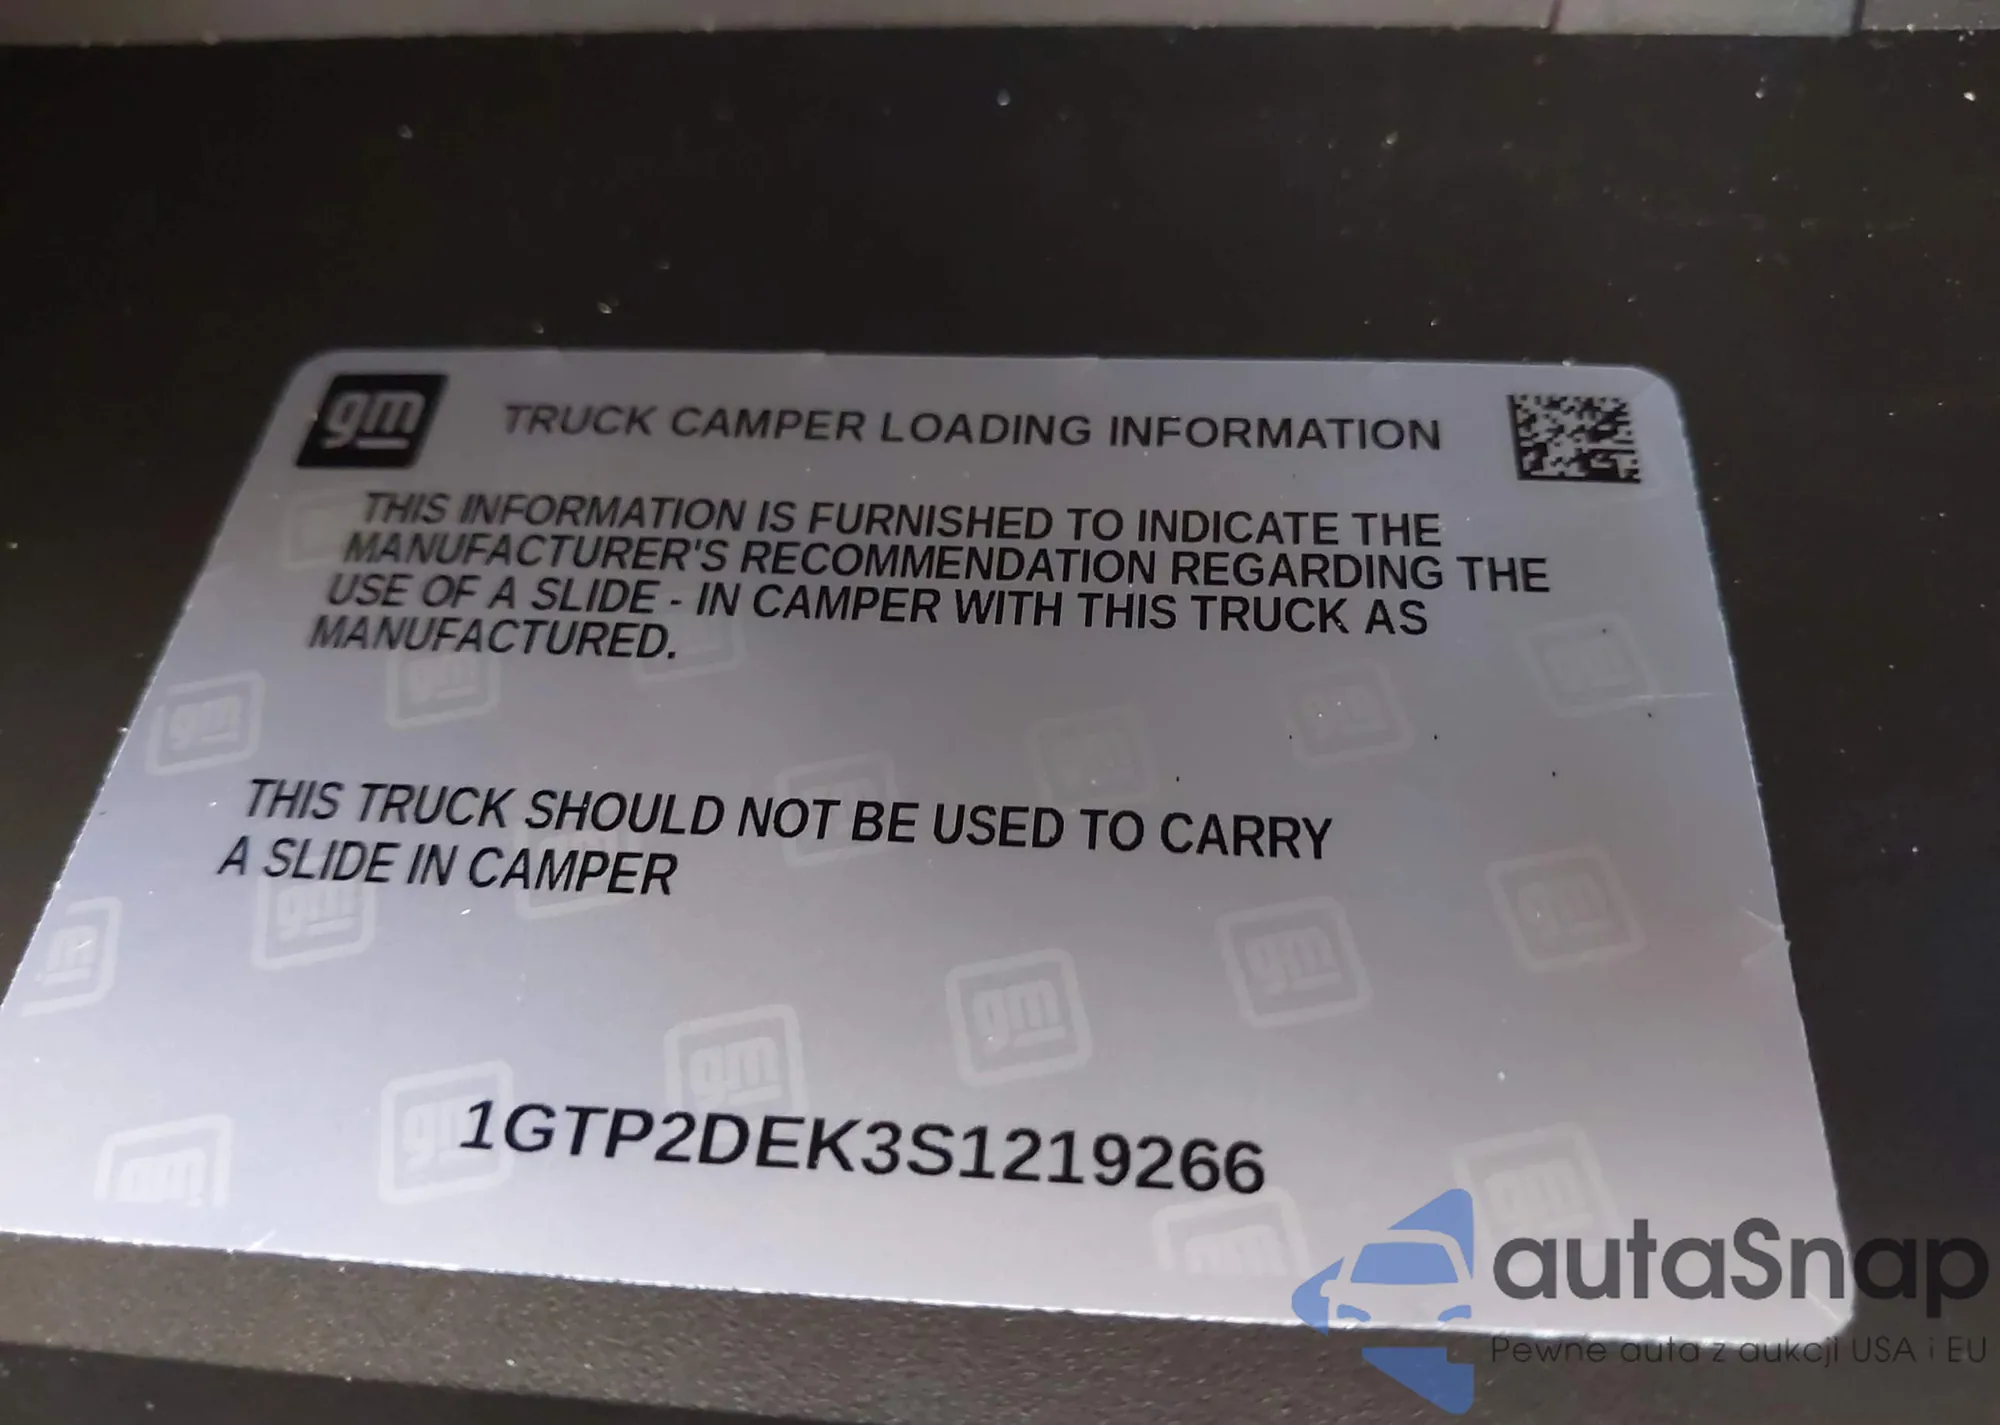 gm
TRUCK CAMPER LOADING INFORMATION
THIS INFORMATION IS FURNISHED TO INDICATE THE
MANUFACTURER'S RECOMMENDATION REGARDING THE
USE OF A SLIDE - IN CAMPER WITH THIS TRUCK AS
MANUFACTURED.
THIS TRUCK SHOULD NOT BE USED TO CARRY
A SLIDE IN CAMPER
1GTP2DEK3S1219266
autaSnap
Pewne auta z aukcji USA i EU